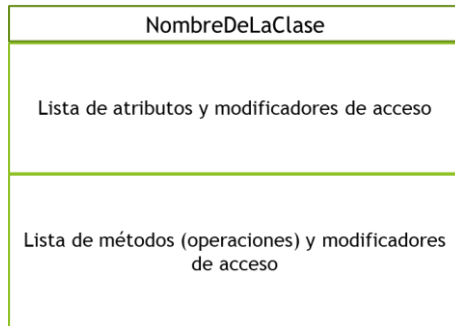 NombreDeLaClase
Lista de atributos y modificadores de acceso
Lista de métodos (operaciones) y modificadores
de acceso